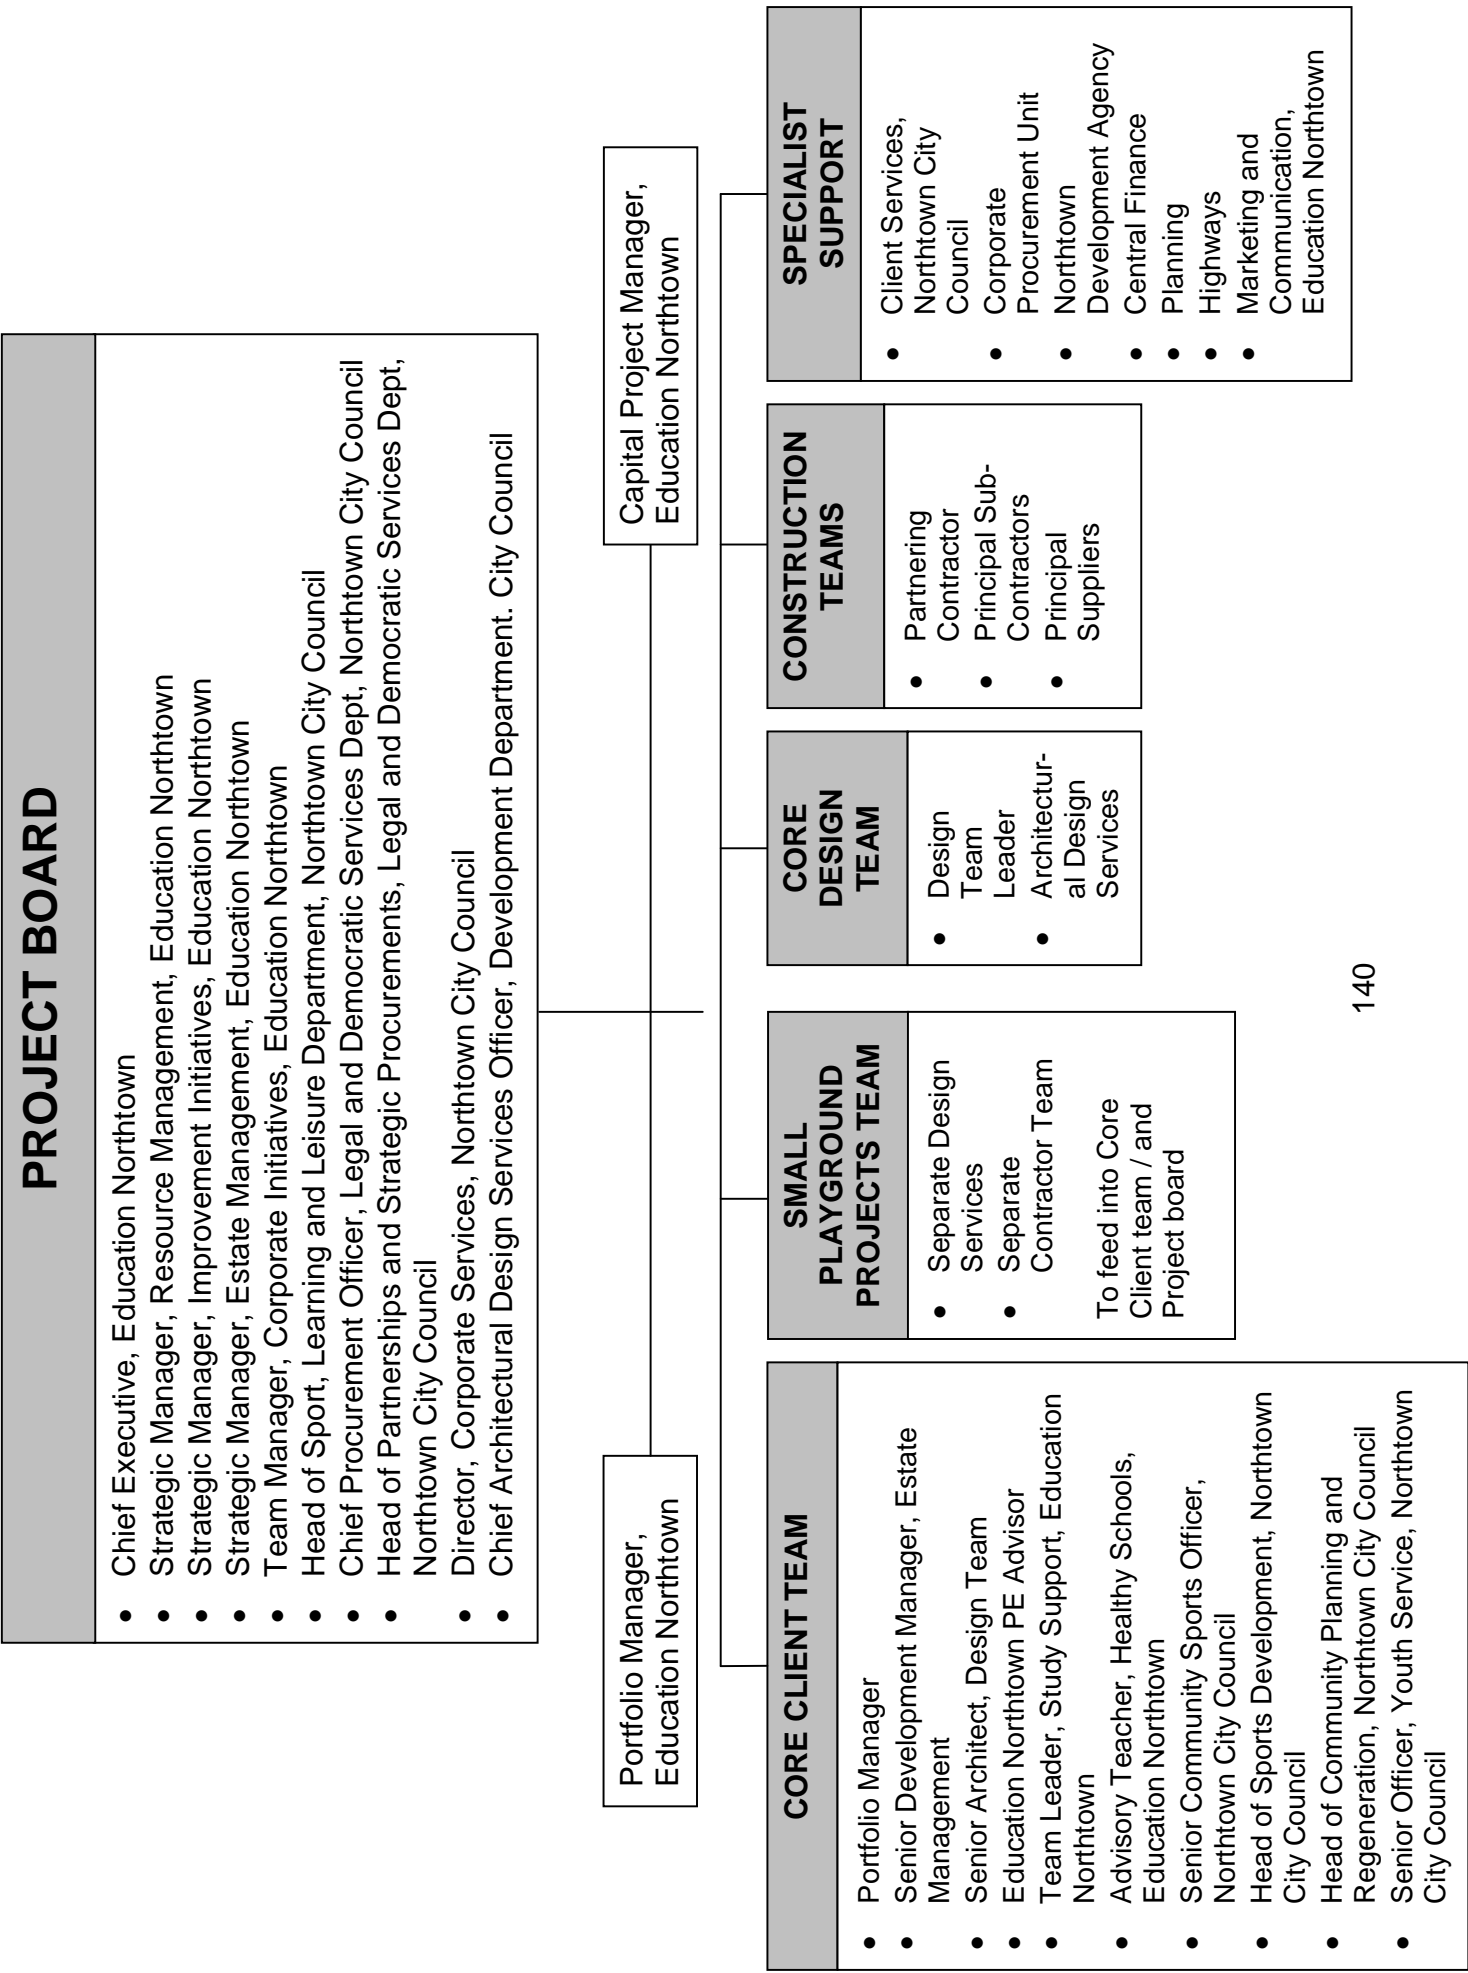 PROJECT BOARD
• Chief Executive, Education Northtown
• Strategic Manager, Resource Management, Education Northtown
• Strategic Manager, Improvement Initiatives, Education Northtown
• Strategic Manager, Estate Management, Education Northtown
• Team Manager, Corporate Initiatives, Education Northtown
• Head of Sport, Learning and Leisure Department, Northtown City Council
• Chief Procurement Officer, Legal and Democratic Services Dept, Northtown City Council
• Head of Partnerships and Strategic Procurements, Legal and Democratic Services Dept,
Northtown City Council
• Director, Corporate Services, Northtown City Council
• Chief Architectural Design Services Officer, Development Department. City Council
Portfolio Manager,
Education Northtown
Capital Project Manager,
Education Northtown
CORE CLIENT TEAM
• Portfolio Manager
• Senior Development Manager, Estate
Management
• Senior Architect, Design Team
• Education Northtown PE Advisor
• Team Leader, Study Support, Education
Northtown
• Advisory Teacher, Healthy Schools,
Education Northtown
• Senior Community Sports Officer,
Northtown City Council
• Head of Sports Development, Northtown
City Council
• Head of Community Planning and
Regeneration, Northtown City Council
• Senior Officer, Youth Service, Northtown
City Council
SMALL
PLAYGROUND
PROJECTS TEAM
• Separate Design
Services
• Separate
Contractor Team
To feed into Core
Client team / and
Project board
CORE
DESIGN
TEAM
• Design
Team
Leader
• Architectur-
al Design
Services
CONSTRUCTION
TEAMS
• Partnering
Contractor
• Principal Sub-
Contractors
• Principal
Suppliers
SPECIALIST
SUPPORT
• Client Services,
Northtown City
Council
• Corporate
Procurement Unit
• Northtown
Development Agency
• Central Finance
• Planning
• Highways
• Marketing and
Communication,
Education Northtown
140